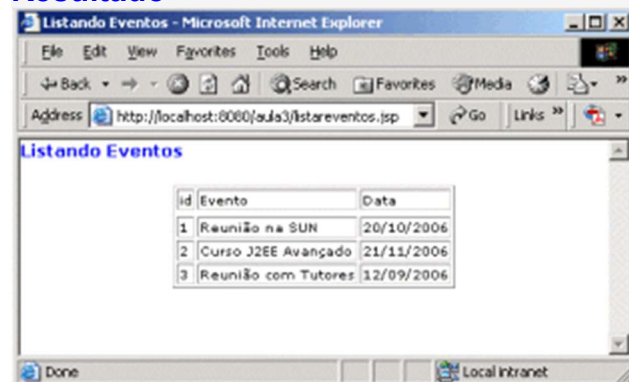 Resultado
Listando Eventos - Microsoft Internet Explorer
File Edit View Favorites Tools Help
Back Search Favorites Media »
Address http://localhost:8080/aula3/listareventos.jsp Go Links »
Listando Eventos
id Evento Data
1 Reunião na SUN 20/10/2006
2 Curso J2EE Avançado 21/11/2006
3 Reunião com Tutores 12/09/2006
Done Local intranet